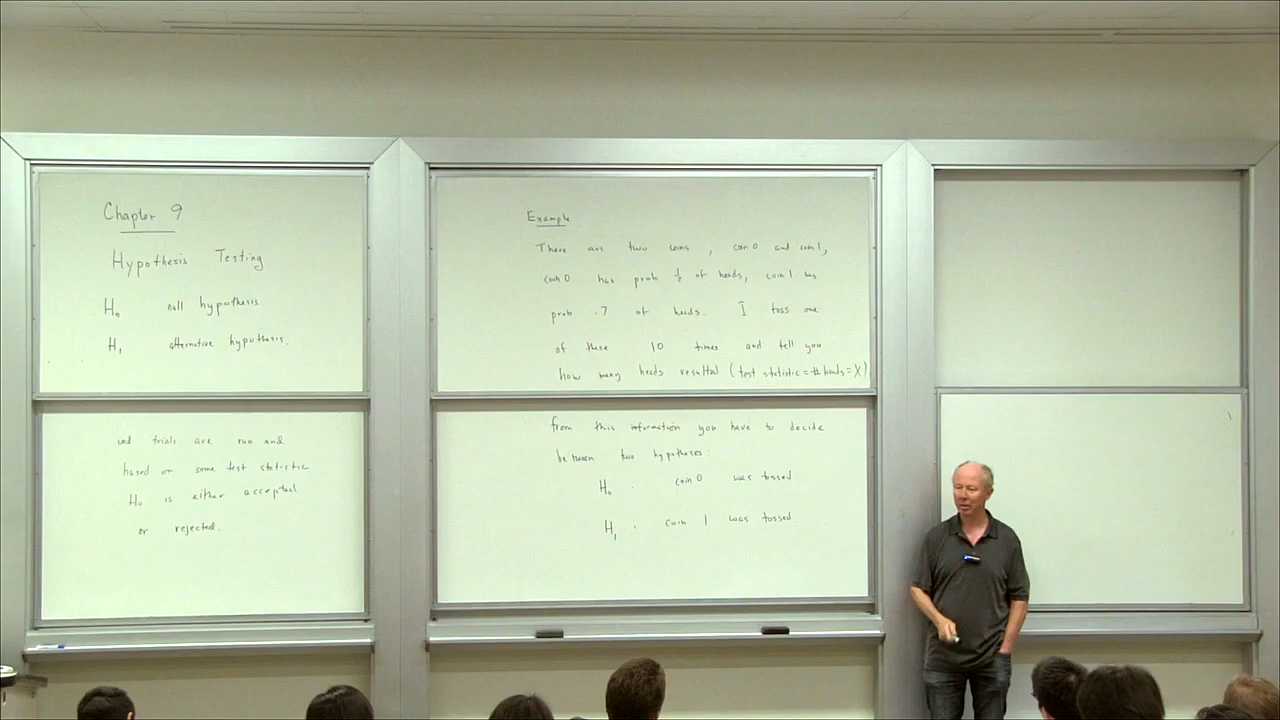 Chapter 9
Hypothesis Testing
H₀ null hypothesis
H₁ alternative hypothesis.
ind trials are run and
based on some test statistic
H₀ is either accepted
or rejected.
Example
There are two coins, coin 0 and coin 1,
coin 0 has prob ½ of heads, coin 1 has
prob .7 of heads. I toss one
of these 10 times and tell you
how many heads resulted (test statistic = # heads = X)
from this information you have to decide
between two hypotheses:
H₀ : coin 0 was tossed
H₁ : coin 1 was tossed